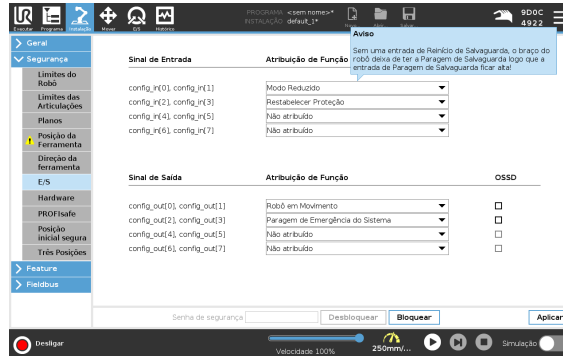 Executar Programa Instalação Mover E/S Histórico
PROGRAMA <sem nome>*
INSTALAÇÃO default_1*
Novo... Abrir... Salvar...
9D0C
4922
Aviso
Sem uma entrada de Reinício de Salvaguarda, o braço do
robô deixa de ter a Paragem de Salvaguarda logo que a
entrada de Paragem de Salvaguarda ficar alta!
Geral
Segurança
Limites do
Robô
Limites das
Articulações
Planos
Posição da
Ferramenta
Direção da
ferramenta
E/S
Hardware
PROFIsafe
Posição
inicial segura
Três Posições
Feature
Fieldbus
Sinal de Entrada Atribuição de Função
config_in[0], config_in[1] Modo Reduzido
config_in[2], config_in[3] Restabelecer Proteção
config_in[4], config_in[5] Não atribuído
config_in[6], config_in[7] Não atribuído
Sinal de Saída Atribuição de Função OSSD
config_out[0], config_out[1] Robô em Movimento
config_out[2], config_out[3] Paragem de Emergência do Sistema
config_out[4], config_out[5] Não atribuído
config_out[6], config_out[7] Não atribuído
Senha de segurança Desbloquear Bloquear Aplicar
Desligar
Velocidade 100%
250mm/...
Simulação